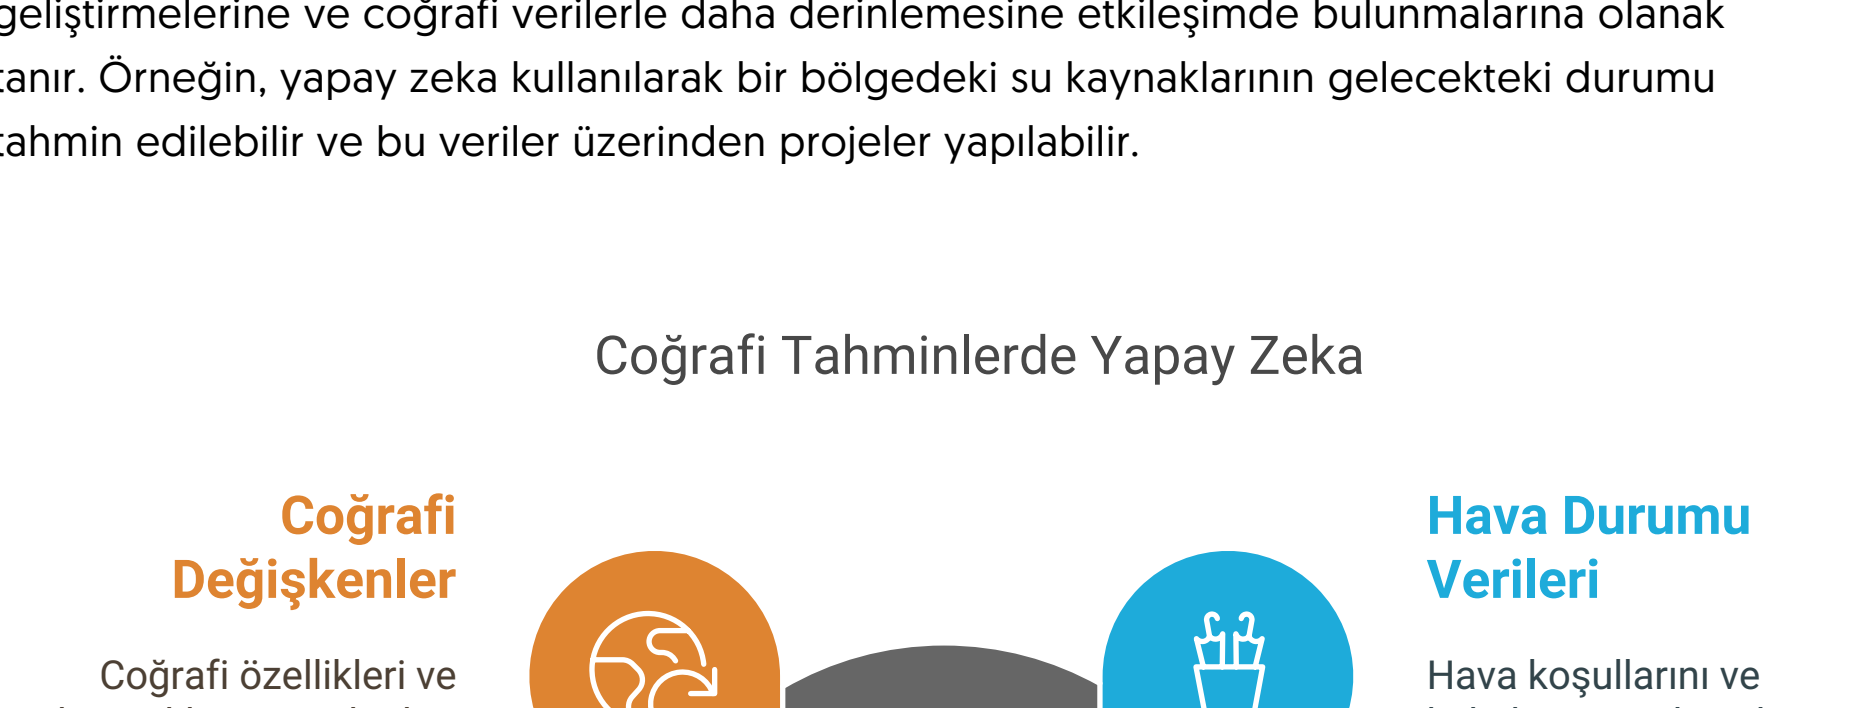 geliştirmelerine ve coğrafi verilerle daha derinlemesine etkileşimde bulunmalarına olanak
tanır. Örneğin, yapay zeka kullanılarak bir bölgedeki su kaynaklarının gelecekteki durumu
tahmin edilebilir ve bu veriler üzerinden projeler yapılabilir.
Coğrafi Tahminlerde Yapay Zeka
Coğrafi
Değişkenler
Coğrafi özellikleri ve
Hava Durumu
Verileri
Hava koşullarını ve